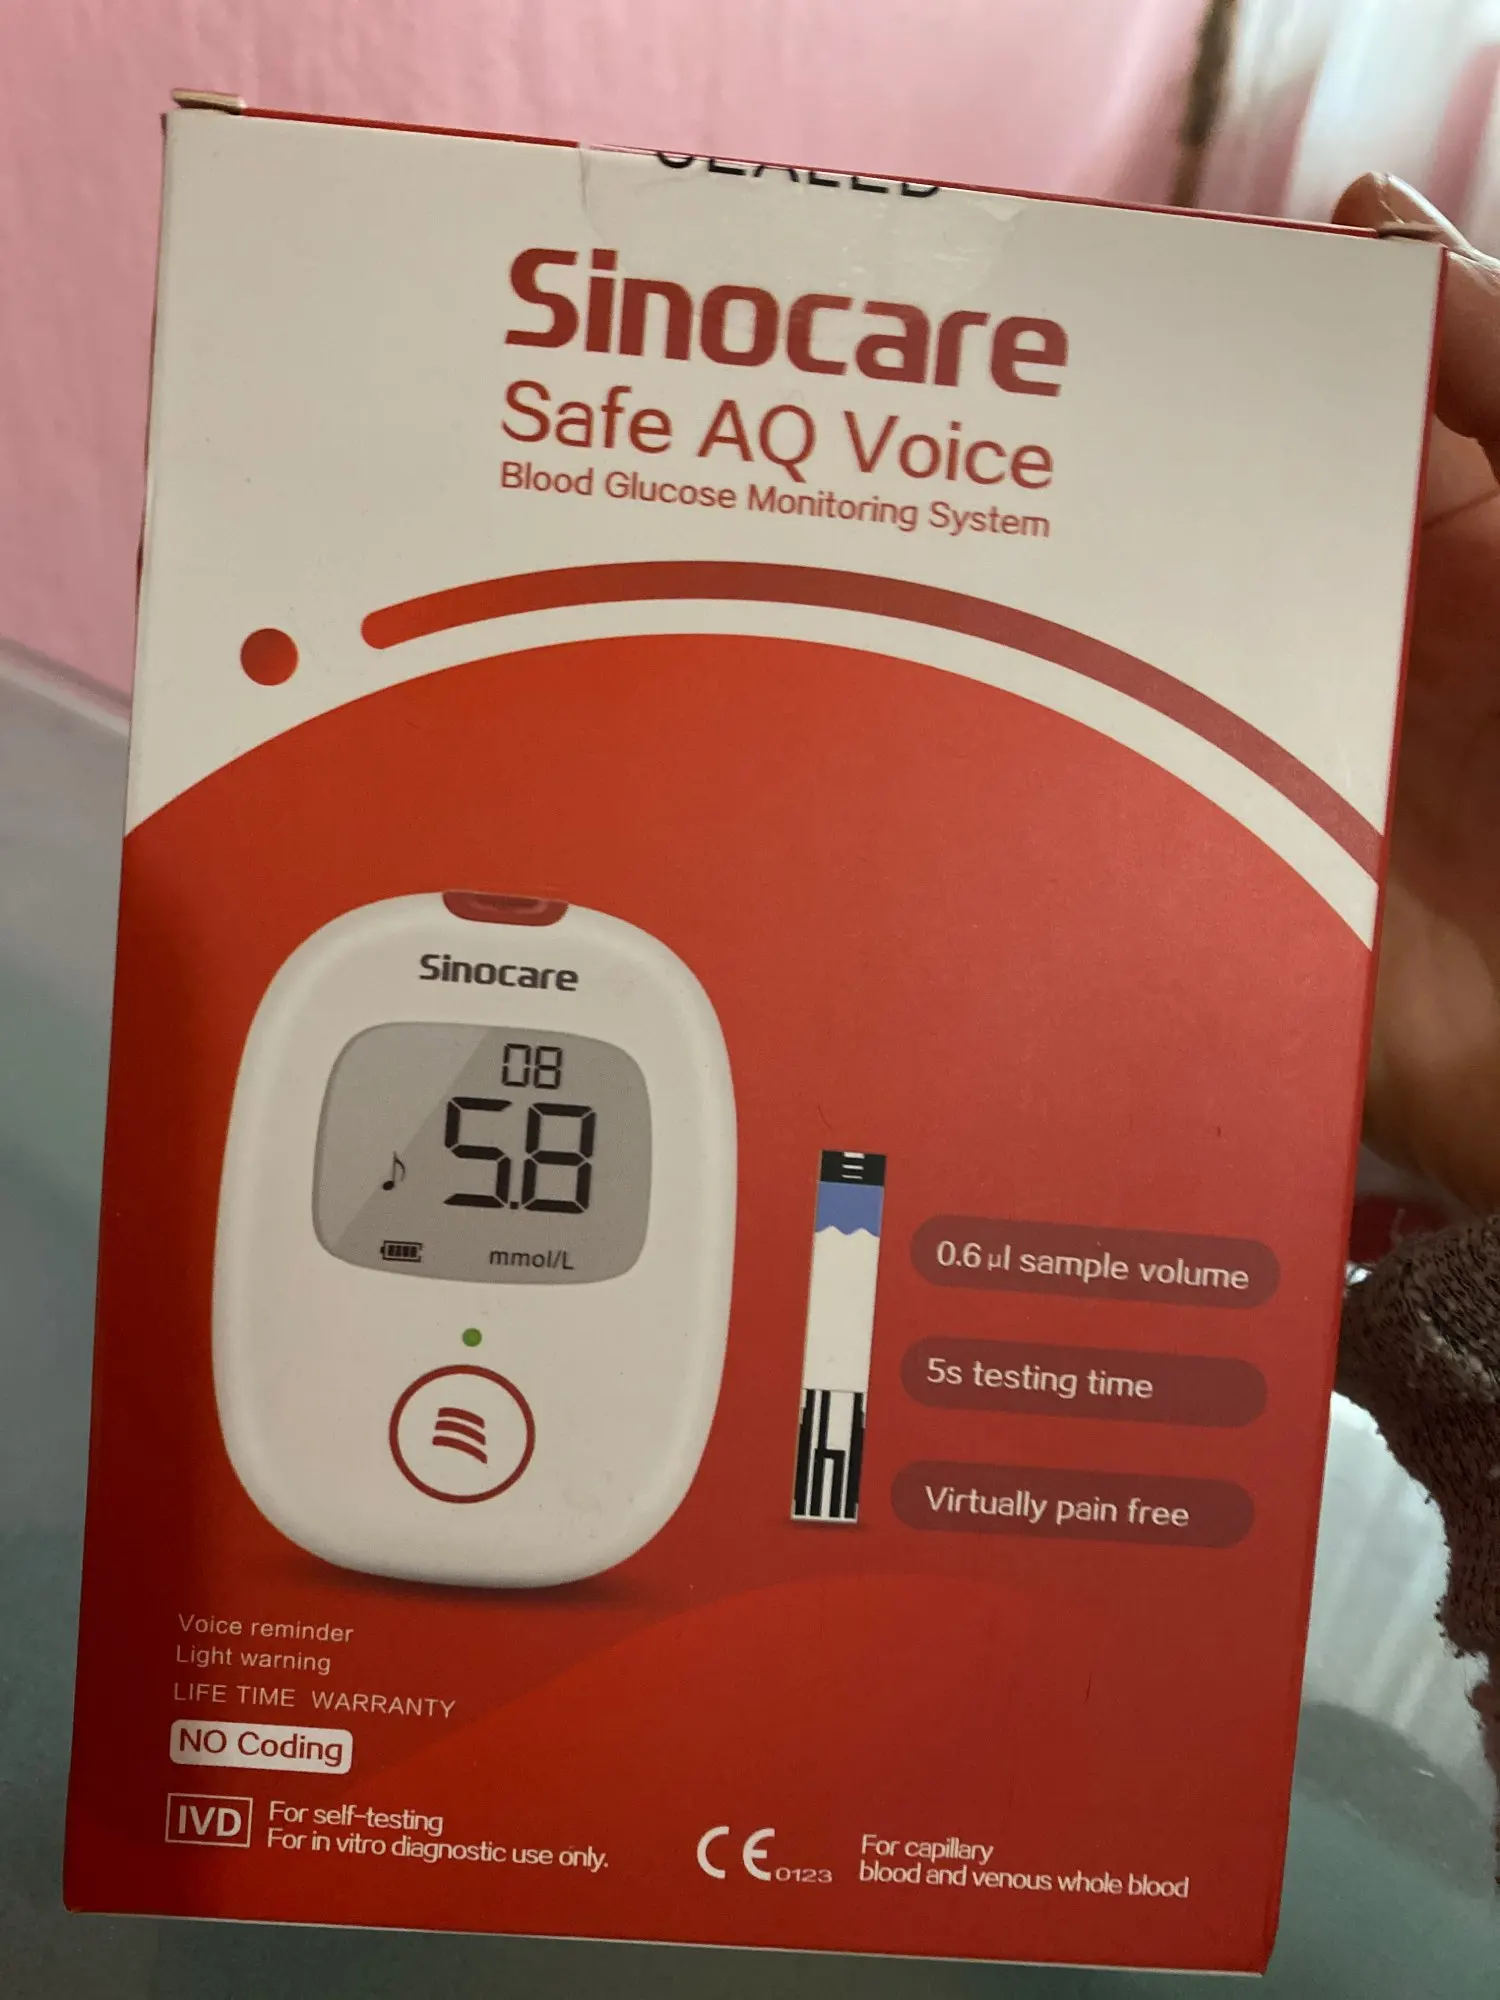 SEALED
Sinocare
Safe AQ Voice
Blood Glucose Monitoring System
Sinocare
08
5.8
mmol/L
0.6 μl sample volume
5s testing time
Virtually pain free
Voice reminder
Light warning
LIFE TIME WARRANTY
NO Coding
IVD
For self-testing
For in vitro diagnostic use only.
CE 0123
For capillary
blood and venous whole blood